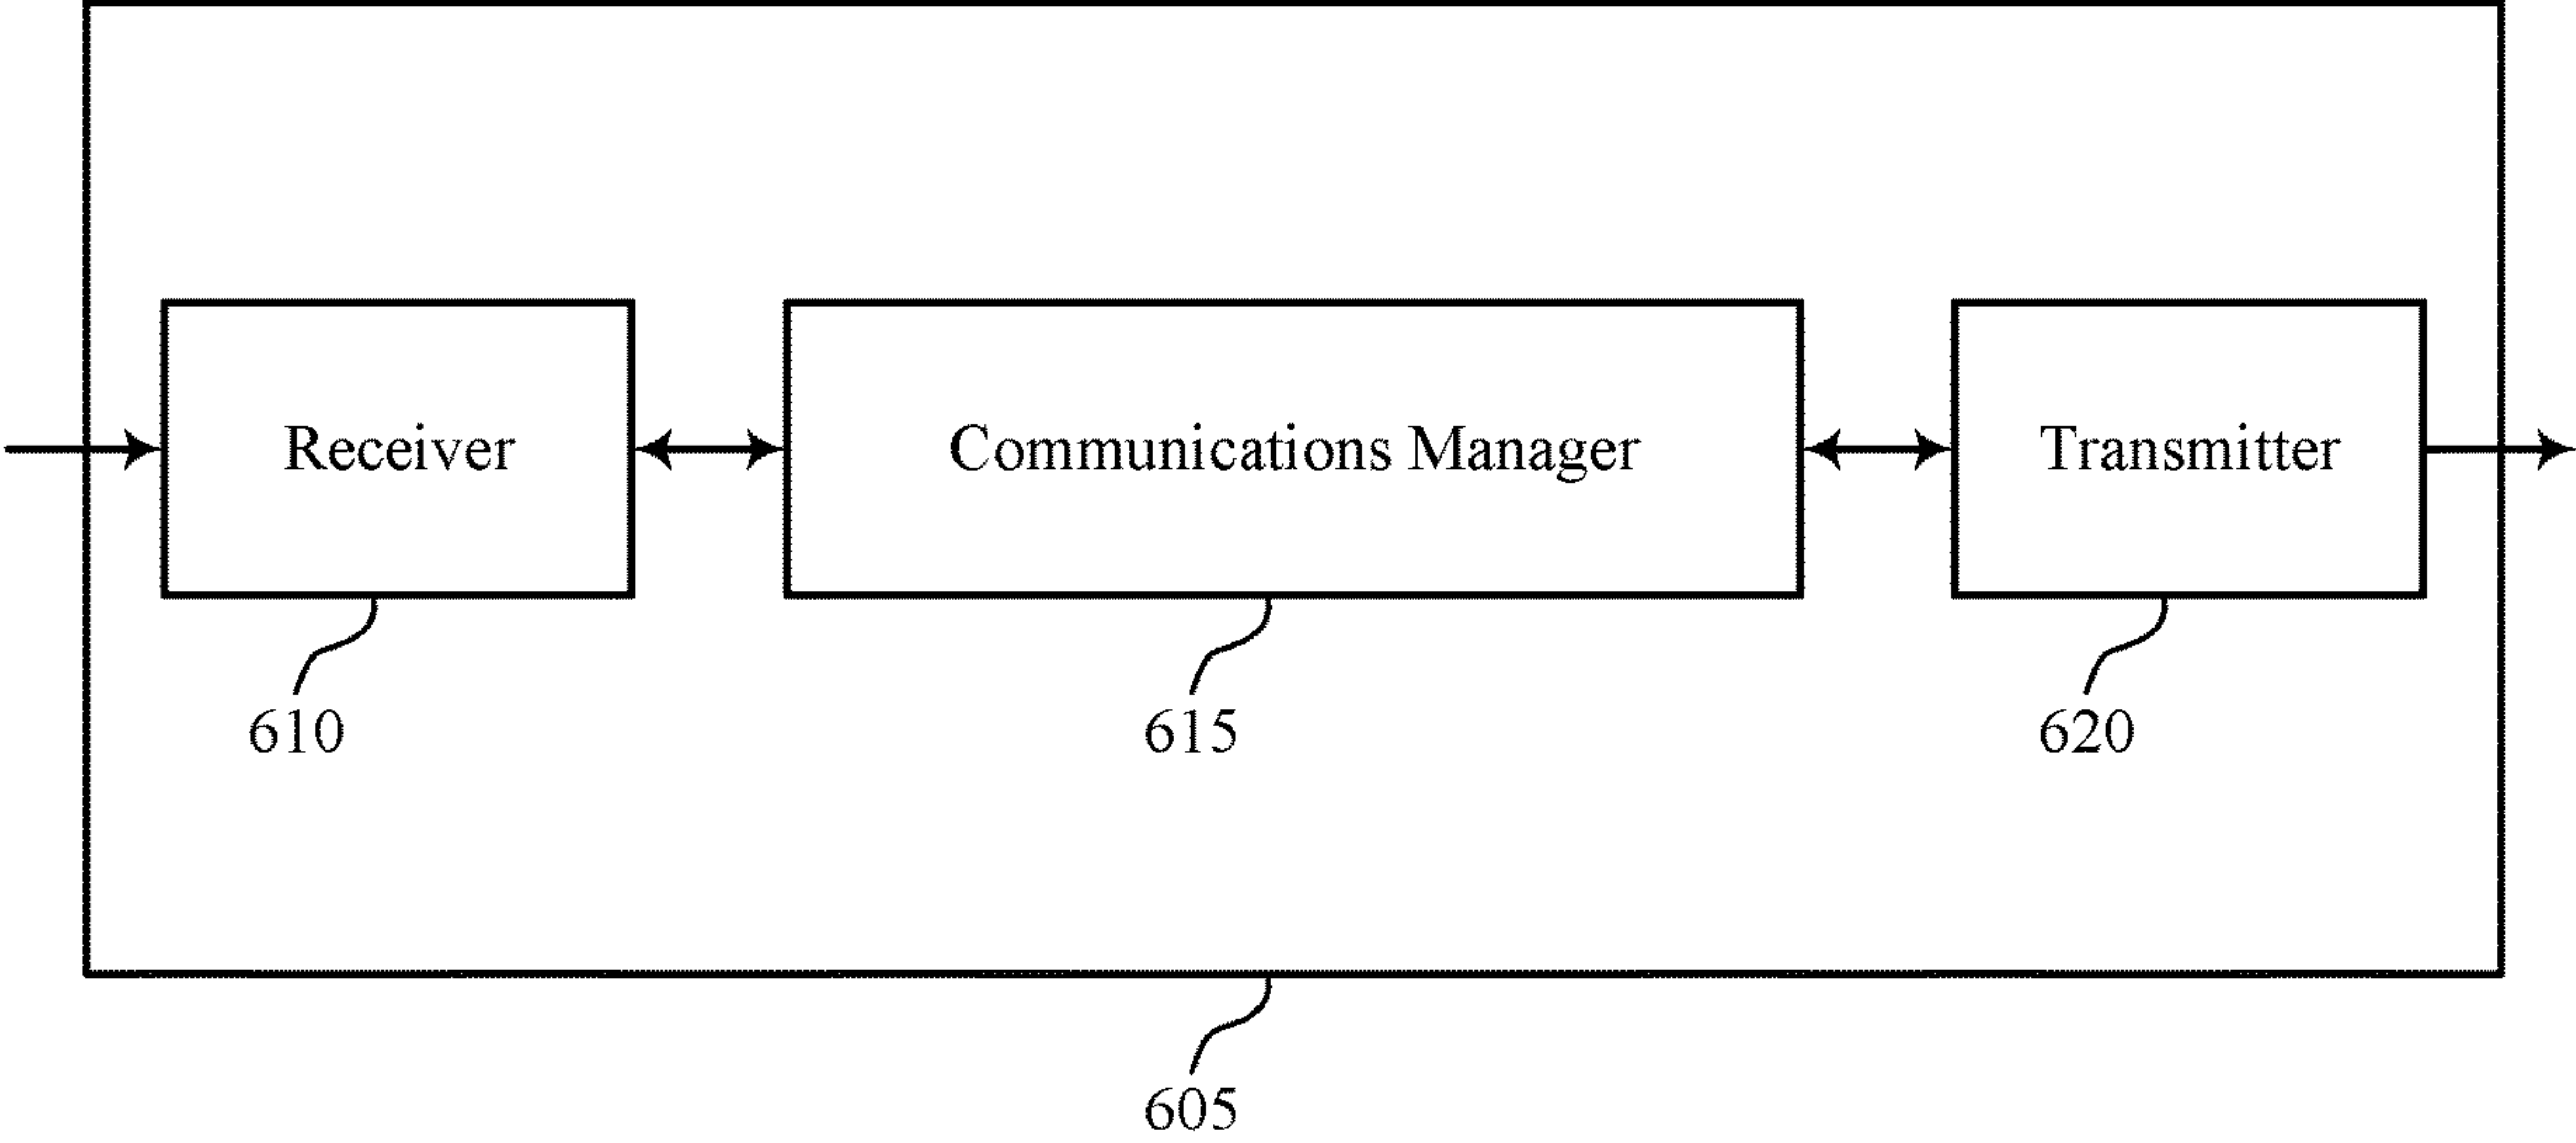 Receiver
Communications Manager
Transmitter
610
615
620
605